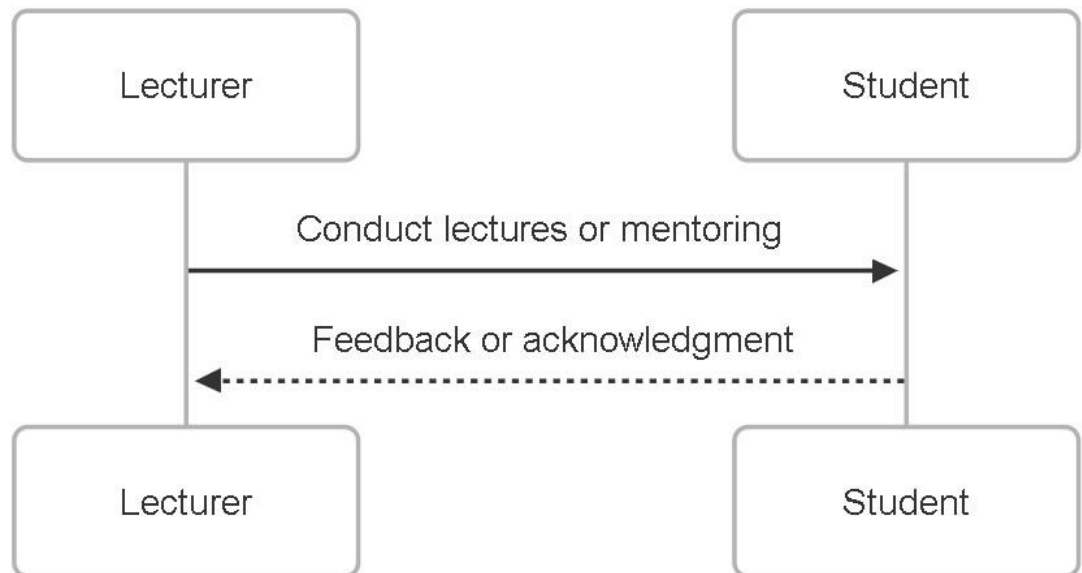 Lecturer
Student
Conduct lectures or mentoring
Feedback or acknowledgment
Lecturer
Student